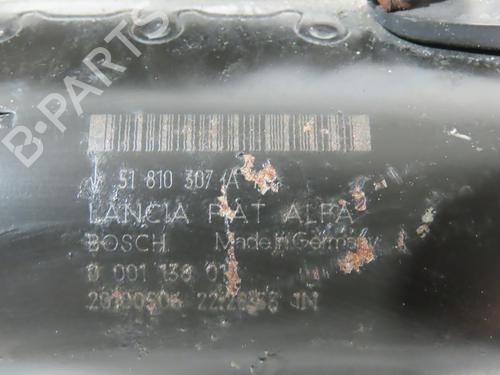 B-PARTS
51 810 307 A
LANCIA FIAT ALFA
BOSCH Made in Germany
0 001 138 01